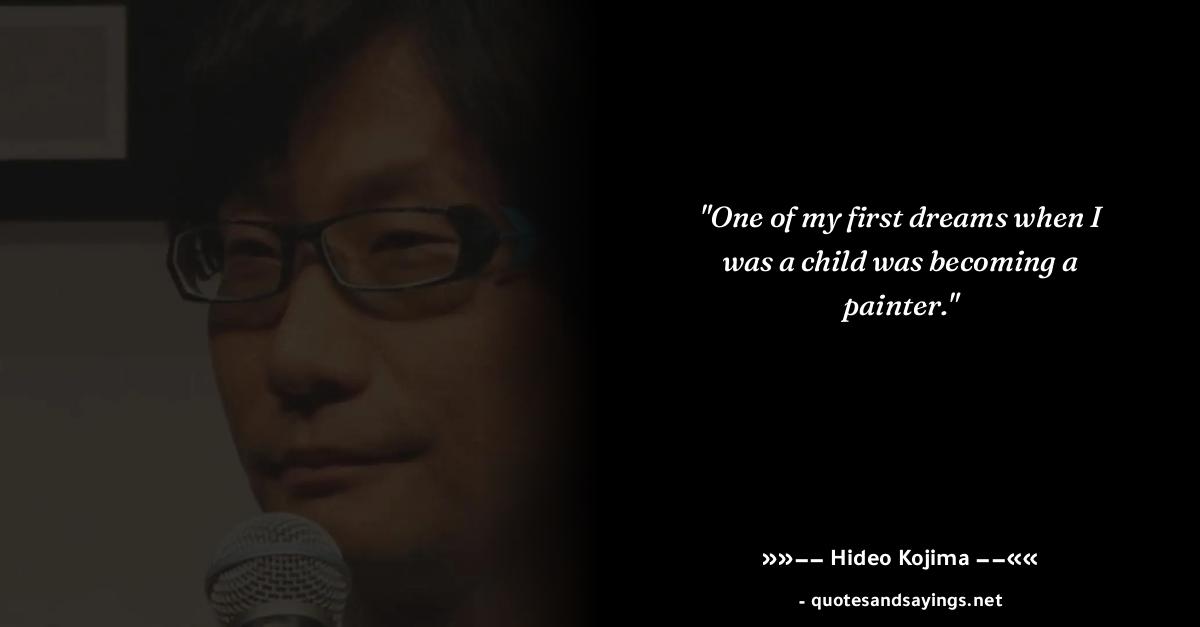 "One of my first dreams when I
was a child was becoming a
painter."
»»−− Hideo Kojima −−««
- quotesandsayings.net